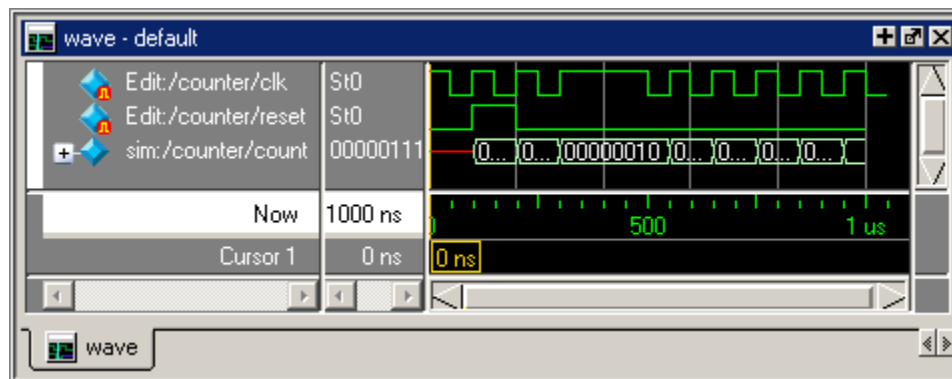 wave - default
Edit:/counter/clk St0
Edit:/counter/reset St0
sim:/counter/count 00000111 0... 0... 00000010 0... 0... 0... 0...
Now 1000 ns 500 1 us
Cursor 1 0 ns 0 ns
wave